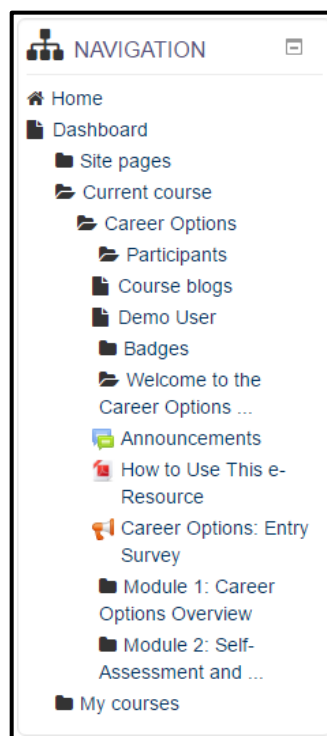 NAVIGATION
Home
Dashboard
Site pages
Current course
Career Options
Participants
Course blogs
Demo User
Badges
Welcome to the
Career Options ...
Announcements
How to Use This e-
Resource
Career Options: Entry
Survey
Module 1: Career
Options Overview
Module 2: Self-
Assessment and ...
My courses